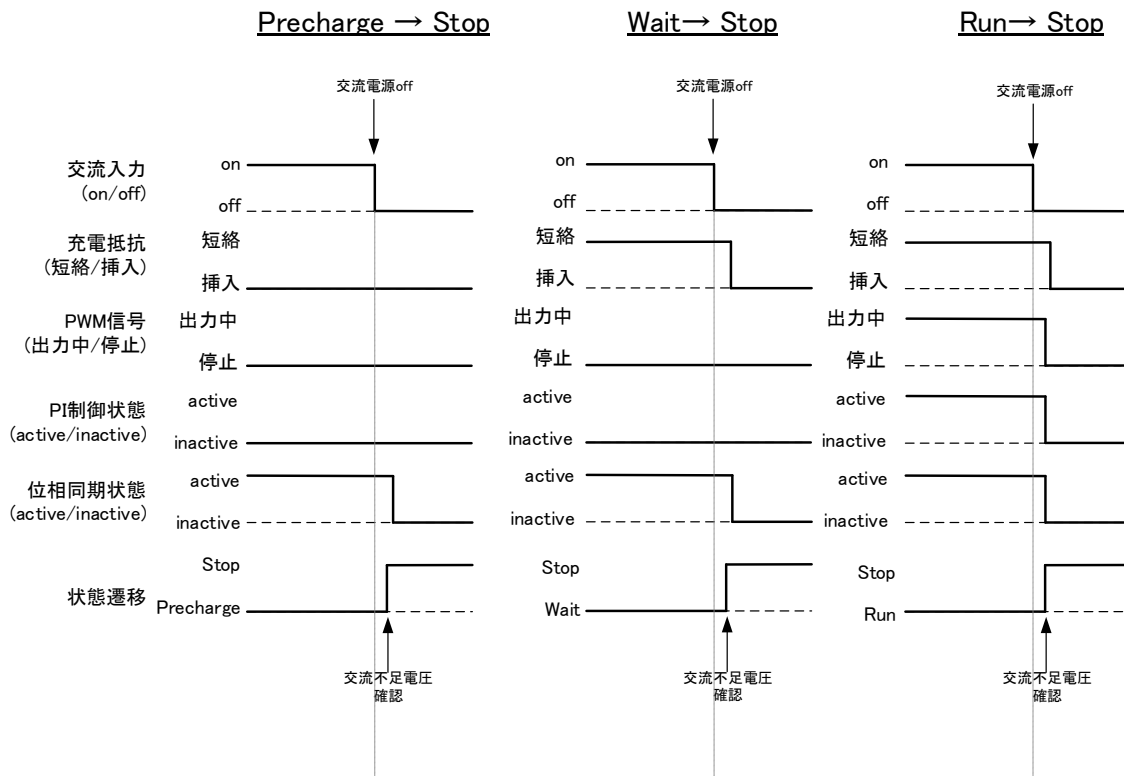 Precharge → Stop
Wait→ Stop
Run→ Stop
交流電源off
交流電源off
交流電源off
交流入力
(on/off)
on
off
on
off
on
off
充電抵抗
(短絡/挿入)
短絡
挿入
短絡
挿入
短絡
挿入
PWM信号
(出力中/停止)
出力中
停止
出力中
停止
出力中
停止
PI制御状態
(active/inactive)
active
inactive
active
inactive
active
inactive
位相同期状態
(active/inactive)
active
inactive
active
inactive
active
inactive
状態遷移
Stop
Precharge
Stop
Wait
Stop
Run
交流不足電圧
確認
交流不足電圧
確認
交流不足電圧
確認